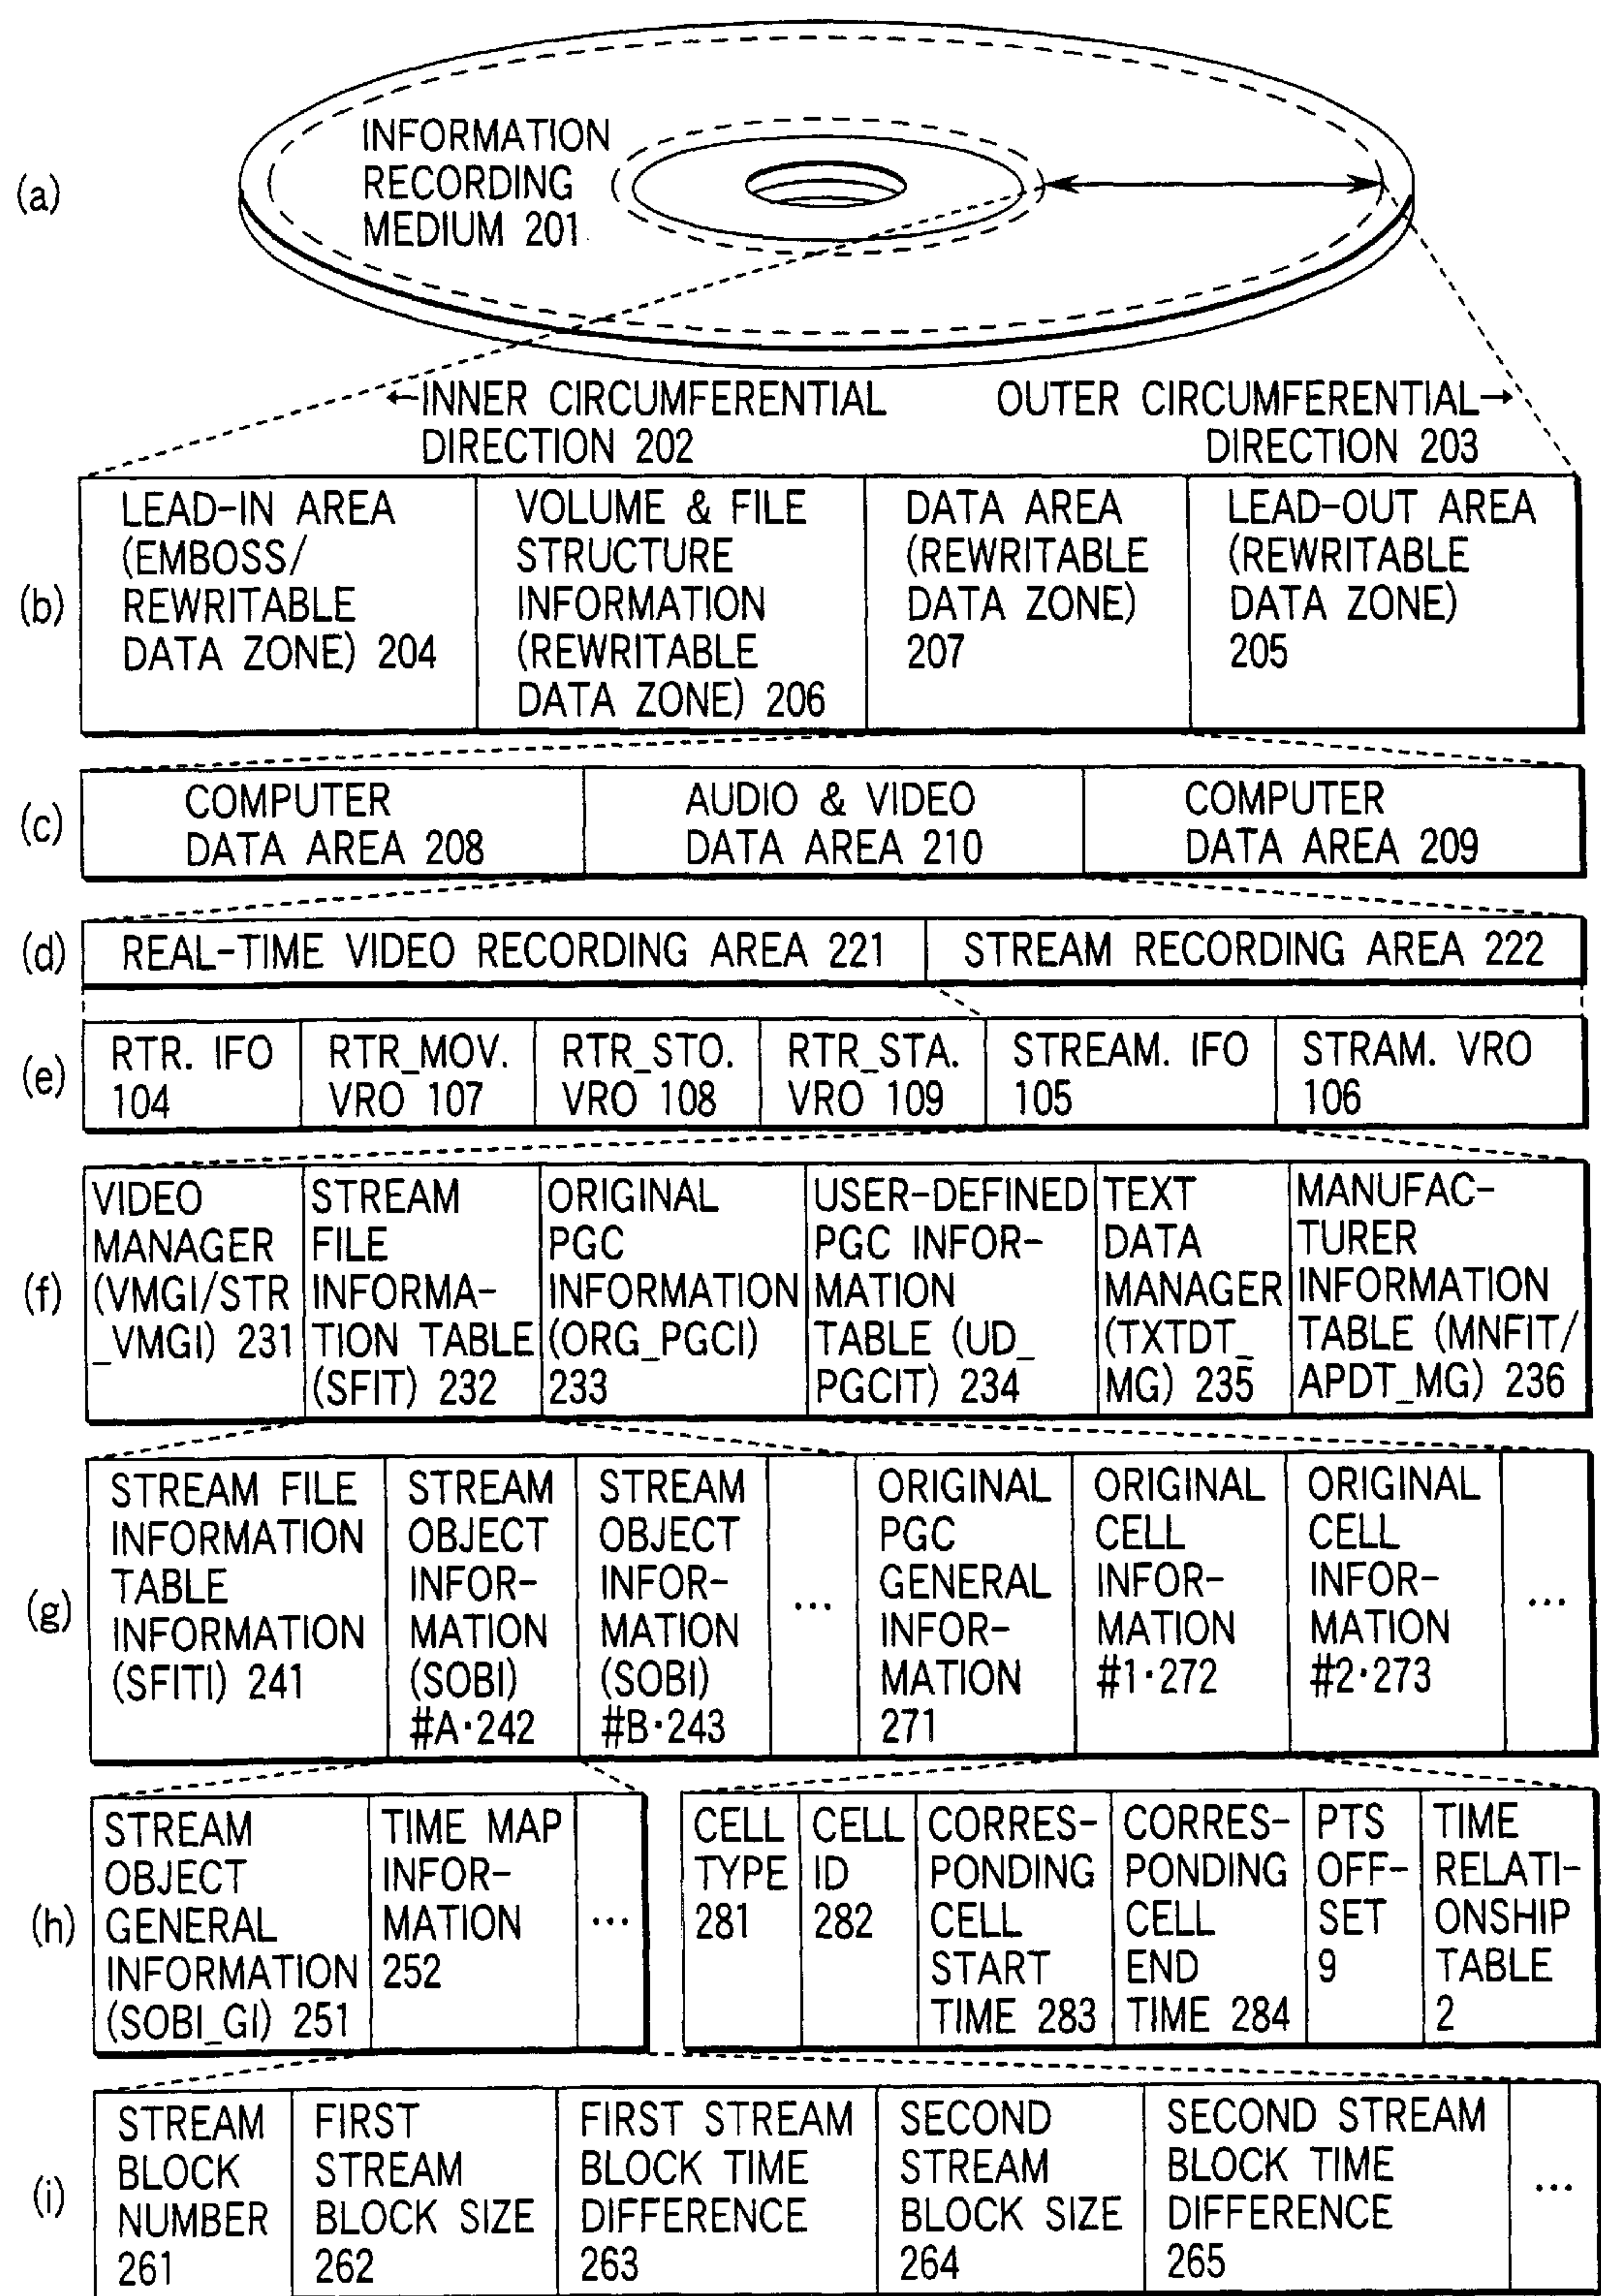 (a)
INFORMATION
RECORDING
MEDIUM 201
←INNER CIRCUMFERENTIAL
DIRECTION 202
OUTER CIRCUMFERENTIAL→
DIRECTION 203
(b)
LEAD-IN AREA
(EMBOSS/
REWRITABLE
DATA ZONE) 204
VOLUME & FILE
STRUCTURE
INFORMATION
(REWRITABLE
DATA ZONE) 206
DATA AREA
(REWRITABLE
DATA ZONE)
207
LEAD-OUT AREA
(REWRITABLE
DATA ZONE)
205
(c)
COMPUTER
DATA AREA 208
AUDIO & VIDEO
DATA AREA 210
COMPUTER
DATA AREA 209
(d)
REAL-TIME VIDEO RECORDING AREA 221
STREAM RECORDING AREA 222
(e)
RTR. IFO
104
RTR_MOV.
VRO 107
RTR_STO.
VRO 108
RTR_STA.
VRO 109
STREAM. IFO
105
STRAM. VRO
106
(f)
VIDEO
MANAGER
(VMGI/STR
_VMGI) 231
STREAM
FILE
INFORMA-
TION TABLE
(SFIT) 232
ORIGINAL
PGC
INFORMATION
(ORG_PGCI)
233
USER-DEFINED
PGC INFOR-
MATION
TABLE (UD_
PGCIT) 234
TEXT
DATA
MANAGER
(TXTDT_
MG) 235
MANUFAC-
TURER
INFORMATION
TABLE (MNFIT/
APDT_MG) 236
(g)
STREAM FILE
INFORMATION
TABLE
INFORMATION
(SFITI) 241
STREAM
OBJECT
INFOR-
MATION
(SOBI)
#A·242
STREAM
OBJECT
INFOR-
MATION
(SOBI)
#B·243
...
ORIGINAL
PGC
GENERAL
INFOR-
MATION
271
ORIGINAL
CELL
INFOR-
MATION
#1·272
ORIGINAL
CELL
INFOR-
MATION
#2·273
...
(h)
STREAM
OBJECT
GENERAL
INFORMATION
(SOBI_GI) 251
TIME MAP
INFOR-
MATION
252
...
CELL
TYPE
281
CELL
ID
282
CORRES-
PONDING
CELL
START
TIME 283
CORRES-
PONDING
CELL
END
TIME 284
PTS
OFF-
SET
9
TIME
RELATI-
ONSHIP
TABLE
2
(i)
STREAM
BLOCK
NUMBER
261
FIRST
STREAM
BLOCK SIZE
262
FIRST STREAM
BLOCK TIME
DIFFERENCE
263
SECOND
STREAM
BLOCK SIZE
264
SECOND STREAM
BLOCK TIME
DIFFERENCE
265
...